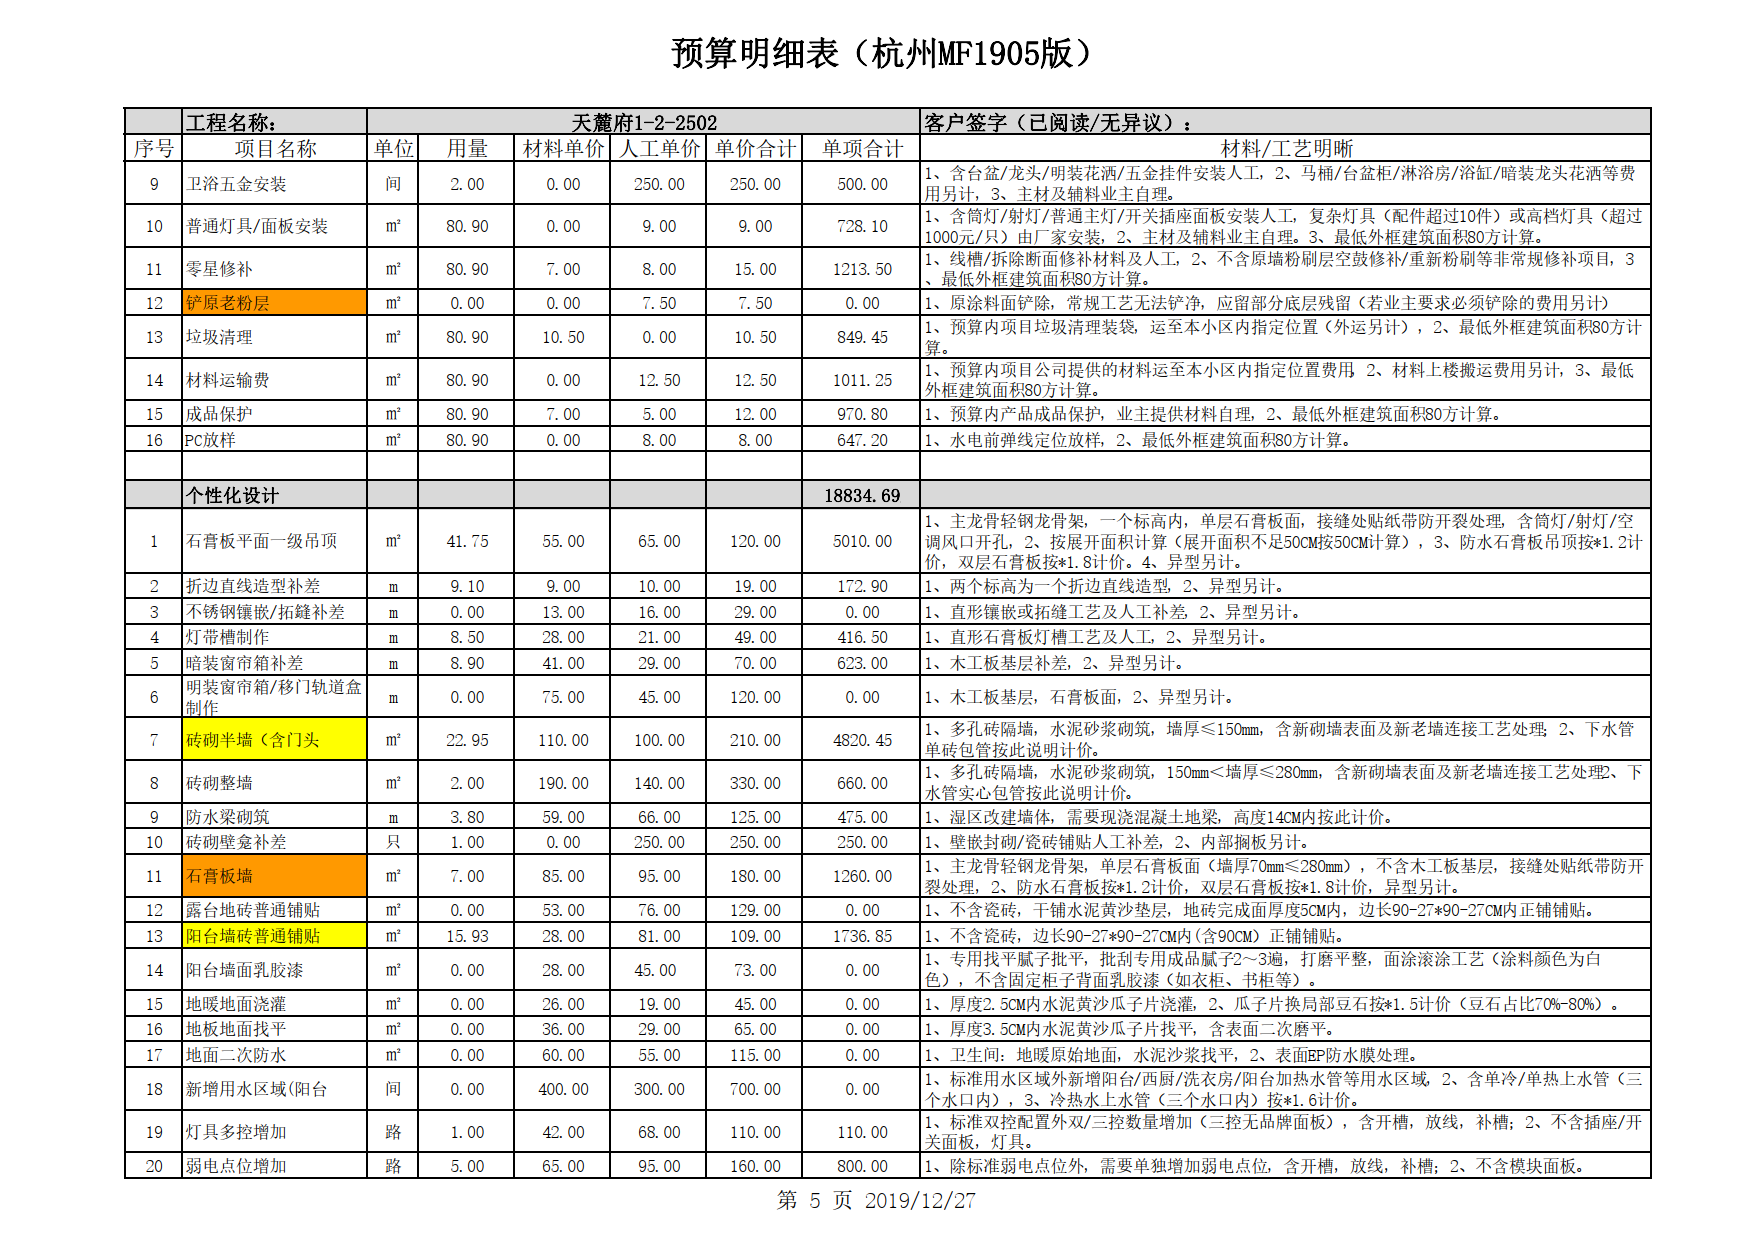 预算明细表（杭州MF1905版）
工程名称： 天麓府1-2-2502 客户签字（已阅读/无异议）：
序号 项目名称 单位 用量 材料单价 人工单价 单价合计 单项合计 材料/工艺明晰
9 卫浴五金安装 间 2.00 0.00 250.00 250.00 500.00 1、含台盆/龙头/明装花洒/五金挂件安装人工，2、马桶/台盆柜/淋浴房/浴缸/暗装龙头花洒等费
用另计，3、主材及辅料业主自理。
10 普通灯具/面板安装 ㎡ 80.90 0.00 9.00 9.00 728.10 1、含筒灯/射灯/普通主灯/开关插座面板安装人工，复杂灯具（配件超过10件）或高档灯具（超过
1000元/只）由厂家安装，2、主材及辅料业主自理。3、最低外框建筑面积80方计算。
11 零星修补 ㎡ 80.90 7.00 8.00 15.00 1213.50 1、线槽/拆除断面修补材料及人工，2、不含原墙粉刷层空鼓修补/重新粉刷等非常规修补项目，3
、最低外框建筑面积80方计算。
12 铲原老粉层 ㎡ 0.00 0.00 7.50 7.50 0.00 1、原涂料面铲除，常规工艺无法铲净，应留部分底层残留（若业主要求必须铲除的费用另计）
13 垃圾清理 ㎡ 80.90 10.50 0.00 10.50 849.45 1、预算内项目垃圾清理装袋，运至本小区内指定位置（外运另计），2、最低外框建筑面积80方计
算。
14 材料运输费 ㎡ 80.90 0.00 12.50 12.50 1011.25 1、预算内项目公司提供的材料运至本小区内指定位置费用，2、材料上楼搬运费用另计，3、最低
外框建筑面积80方计算。
15 成品保护 ㎡ 80.90 7.00 5.00 12.00 970.80 1、预算内产品成品保护，业主提供材料自理，2、最低外框建筑面积80方计算。
16 PC放样 ㎡ 80.90 0.00 8.00 8.00 647.20 1、水电前弹线定位放样，2、最低外框建筑面积80方计算。
个性化设计 18834.69
1 石膏板平面一级吊顶 ㎡ 41.75 55.00 65.00 120.00 5010.00 1、主龙骨轻钢龙骨架，一个标高内，单层石膏板面，接缝处贴纸带防开裂处理，含筒灯/射灯/空
调风口开孔，2、按展开面积计算（展开面积不足50CM按50CM计算），3、防水石膏板吊顶按*1.2计
价，双层石膏板按*1.8计价。4、异型另计。
2 折边直线造型补差 m 9.10 9.00 10.00 19.00 172.90 1、两个标高为一个折边直线造型，2、异型另计。
3 不锈钢镶嵌/拓缝补差 m 0.00 13.00 16.00 29.00 0.00 1、直形镶嵌或拓缝工艺及人工补差，2、异型另计。
4 灯带槽制作 m 8.50 28.00 21.00 49.00 416.50 1、直形石膏板灯槽工艺及人工，2、异型另计。
5 暗装窗帘箱补差 m 8.90 41.00 29.00 70.00 623.00 1、木工板基层补差，2、异型另计。
6 明装窗帘箱/移门轨道盒
制作 m 0.00 75.00 45.00 120.00 0.00 1、木工板基层，石膏板面，2、异型另计。
7 砖砌半墙（含门头 ㎡ 22.95 110.00 100.00 210.00 4820.45 1、多孔砖隔墙，水泥砂浆砌筑，墙厚≤150mm，含新砌墙表面及新老墙连接工艺处理；2、下水管
单砖包管按此说明计价。
8 砖砌整墙 ㎡ 2.00 190.00 140.00 330.00 660.00 1、多孔砖隔墙，水泥砂浆砌筑，150mm＜墙厚≤280mm，含新砌墙表面及新老墙连接工艺处理2、下
水管实心包管按此说明计价。
9 防水梁砌筑 m 3.80 59.00 66.00 125.00 475.00 1、湿区改建墙体，需要现浇混凝土地梁，高度14CM内按此计价。
10 砖砌壁龛补差 只 1.00 0.00 250.00 250.00 250.00 1、壁嵌封砌/瓷砖铺贴人工补差，2、内部搁板另计。
11 石膏板墙 ㎡ 7.00 85.00 95.00 180.00 1260.00 1、主龙骨轻钢龙骨架，单层石膏板面（墙厚70mm≤280mm），不含木工板基层，接缝处贴纸带防开
裂处理，2、防水石膏板按*1.2计价，双层石膏板按*1.8计价，异型另计。
12 露台地砖普通铺贴 ㎡ 0.00 53.00 76.00 129.00 0.00 1、不含瓷砖，干铺水泥黄沙垫层，地砖完成面厚度5CM内，边长90-27*90-27CM内正铺铺贴。
13 阳台墙砖普通铺贴 ㎡ 15.93 28.00 81.00 109.00 1736.85 1、不含瓷砖，边长90-27*90-27CM内(含90CM）正铺铺贴。
14 阳台墙面乳胶漆 ㎡ 0.00 28.00 45.00 73.00 0.00 1、专用找平腻子批平，批刮专用成品腻子2～3遍，打磨平整，面涂滚涂工艺（涂料颜色为白
色），不含固定柜子背面乳胶漆（如衣柜、书柜等）。
15 地暖地面浇灌 ㎡ 0.00 26.00 19.00 45.00 0.00 1、厚度2.5CM内水泥黄沙瓜子片浇灌，2、瓜子片换局部豆石按*1.5计价（豆石占比70%-80%）。
16 地板地面找平 ㎡ 0.00 36.00 29.00 65.00 0.00 1、厚度3.5CM内水泥黄沙瓜子片找平，含表面二次磨平。
17 地面二次防水 ㎡ 0.00 60.00 55.00 115.00 0.00 1、卫生间：地暖原始地面，水泥沙浆找平，2、表面EP防水膜处理。
18 新增用水区域(阳台 间 0.00 400.00 300.00 700.00 0.00 1、标准用水区域外新增阳台/西厨/洗衣房/阳台加热水管等用水区域，2、含单冷/单热上水管（三
个水口内），3、冷热水上水管（三个水口内）按*1.6计价。
19 灯具多控增加 路 1.00 42.00 68.00 110.00 110.00 1、标准双控配置外双/三控数量增加（三控无品牌面板），含开槽，放线，补槽；2、不含插座/开
关面板，灯具。
20 弱电点位增加 路 5.00 65.00 95.00 160.00 800.00 1、除标准弱电点位外，需要单独增加弱电点位，含开槽，放线，补槽；2、不含模块面板。
第 5 页 2019/12/27